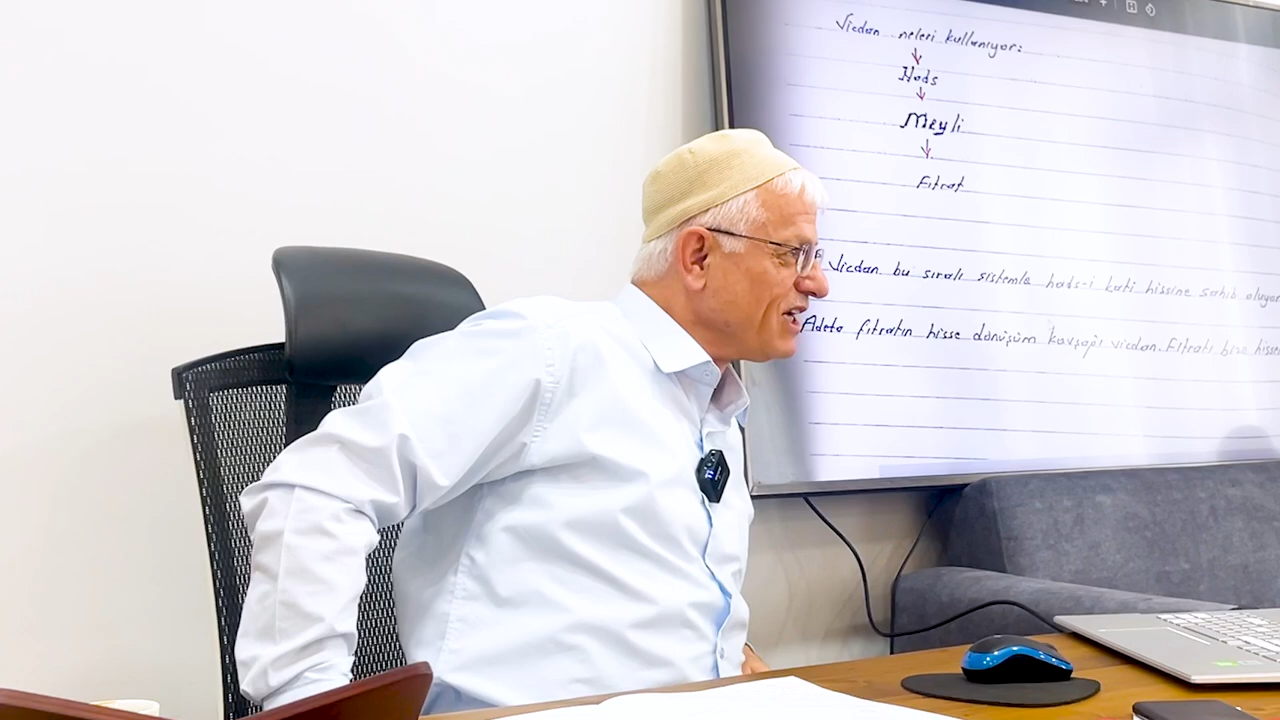 Vicdan neleri kullanıyor:
Hads
Meyli
Fıtrat
Vicdan bu sıralı sistemle hads-i kati hissine sahib oluyor
Adeta fıtratın hisse dönüşüm kavşağı vicdan. Fıtratı bize